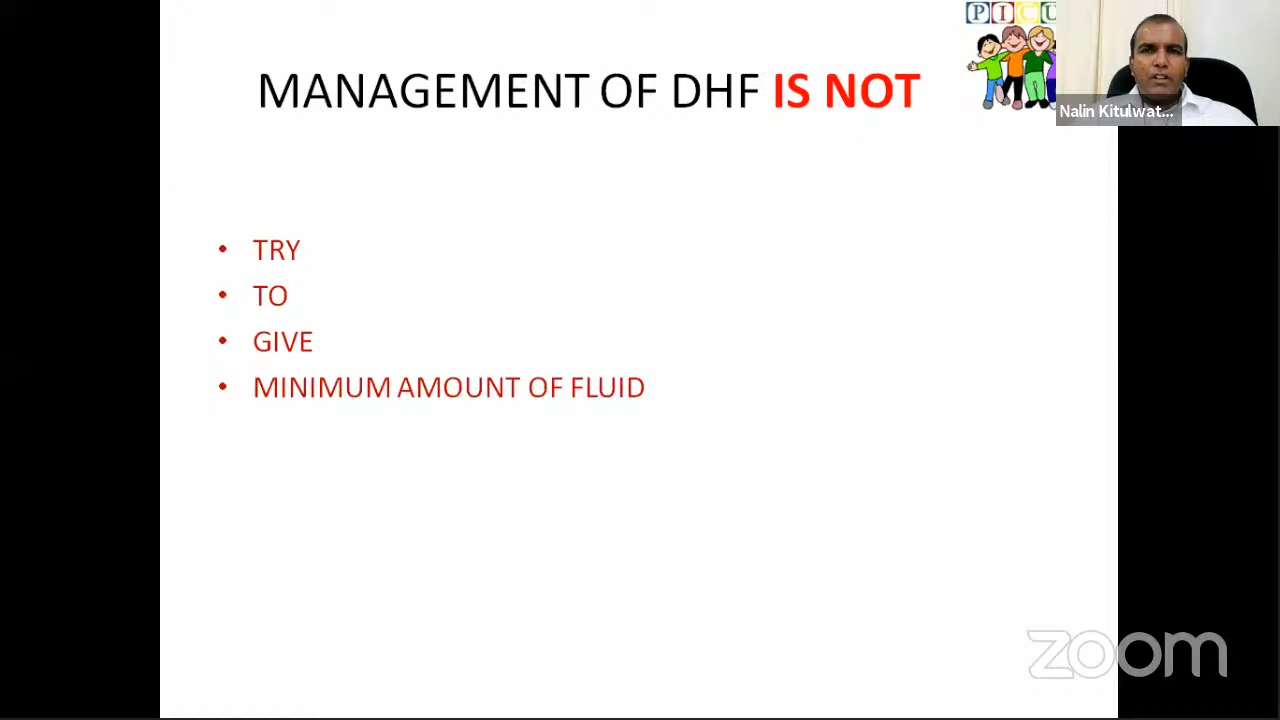 PICU
MANAGEMENT OF DHF IS NOT
Nalin Kitulwat...
• TRY
• TO
• GIVE
• MINIMUM AMOUNT OF FLUID
zoom